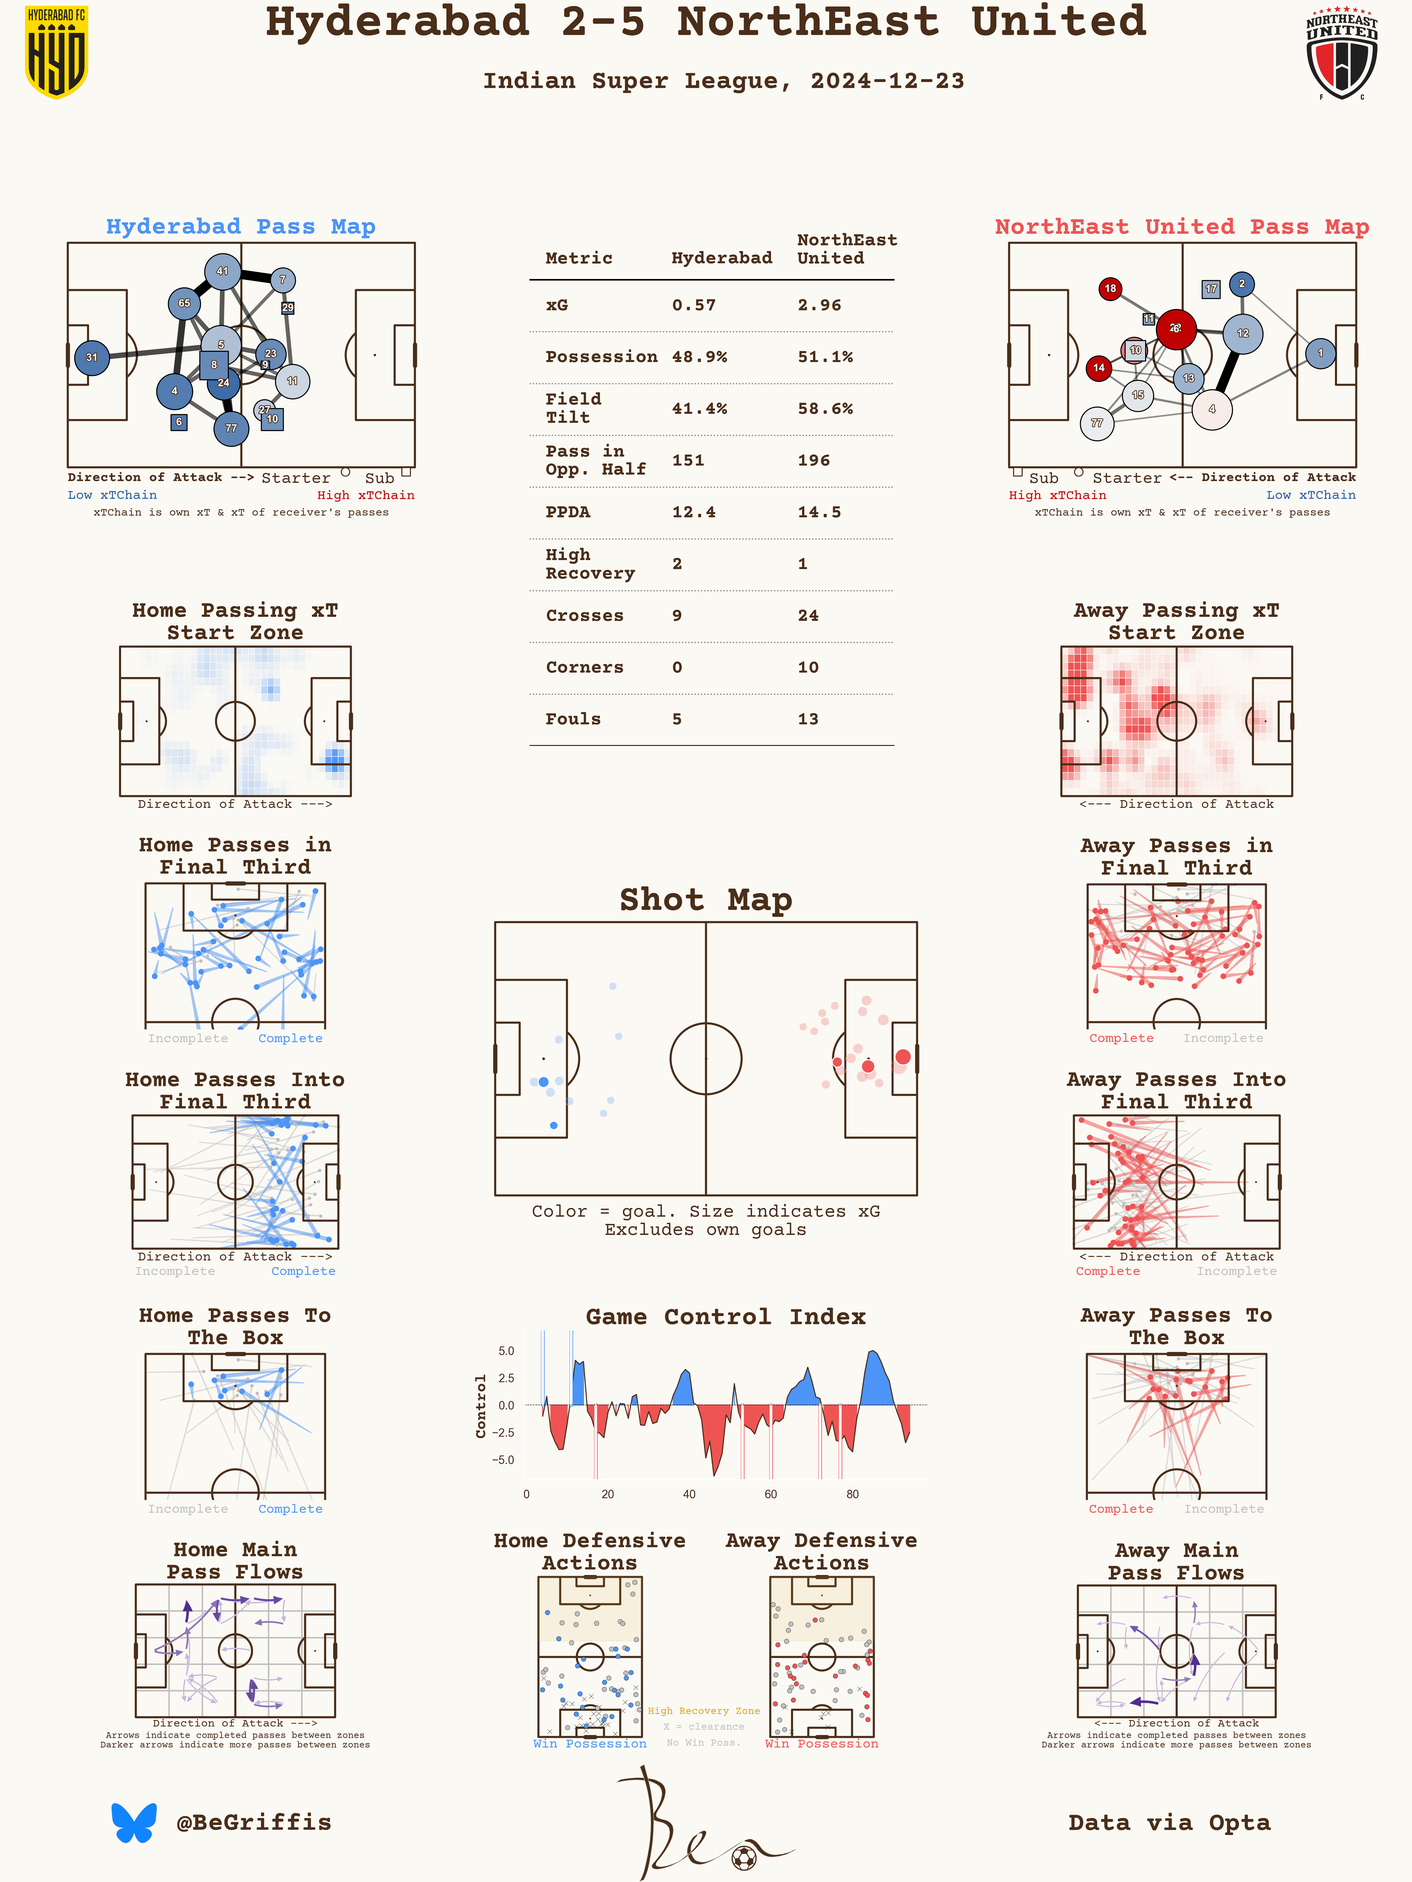 HYDERABAD FC
HYD
Hyderabad 2-5 NorthEast United
NORTHEAST
UNITED
F C
Indian Super League, 2024-12-23
Hyderabad Pass Map
41
7
65
29
5
31
23
8
9
24
11
4
27
6
10
77
Direction of Attack --> Starter Sub
Low xTChain High xTChain
xTChain is own xT & xT of receiver's passes
Metric Hyderabad NorthEast United
xG 0.57 2.96
Possession 48.9% 51.1%
Field Tilt 41.4% 58.6%
Pass in Opp. Half 151 196
PPDA 12.4 14.5
High Recovery 2 1
Crosses 9 24
Corners 0 10
Fouls 5 13
NorthEast United Pass Map
18
17
2
11
12
10
1
14
13
15
4
77
Sub Starter <-- Direction of Attack
High xTChain Low xTChain
xTChain is own xT & xT of receiver's passes
Home Passing xT
Start Zone
Direction of Attack --->
Away Passing xT
Start Zone
<--- Direction of Attack
Home Passes in
Final Third
Incomplete Complete
Away Passes in
Final Third
Complete Incomplete
Shot Map
Color = goal. Size indicates xG
Excludes own goals
Home Passes Into
Final Third
Direction of Attack --->
Incomplete Complete
Away Passes Into
Final Third
<--- Direction of Attack
Complete Incomplete
Home Passes To
The Box
Incomplete Complete
Game Control Index
Control
5.0
2.5
0.0
−2.5
−5.0
0 20 40 60 80
Away Passes To
The Box
Complete Incomplete
Home Main
Pass Flows
Direction of Attack --->
Arrows indicate completed passes between zones
Darker arrows indicate more passes between zones
Home Defensive
Actions
Win Possession
High Recovery Zone
X = clearance
No Win Poss.
Away Defensive
Actions
Win Possession
Away Main
Pass Flows
<--- Direction of Attack
Arrows indicate completed passes between zones
Darker arrows indicate more passes between zones
@BeGriffis
Ben
Data via Opta